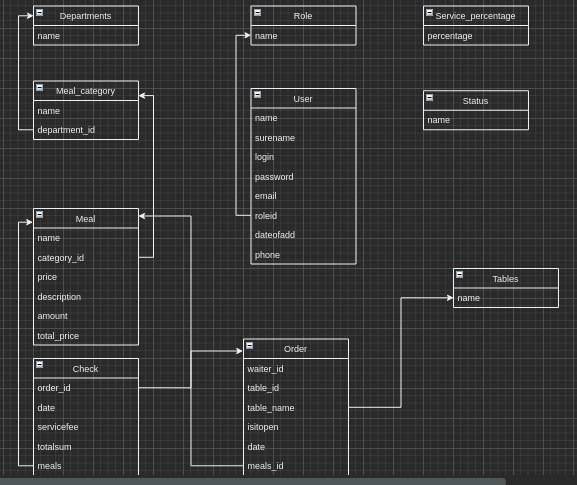 Departments
name
Role
name
Service_percentage
percentage
Meal_category
name
department_id
User
name
surename
login
password
email
roleid
dateofadd
phone
Status
name
Meal
name
category_id
price
description
amount
total_price
Tables
name
Check
order_id
date
servicefee
totalsum
meals
Order
waiter_id
table_id
table_name
isitopen
date
meals_id